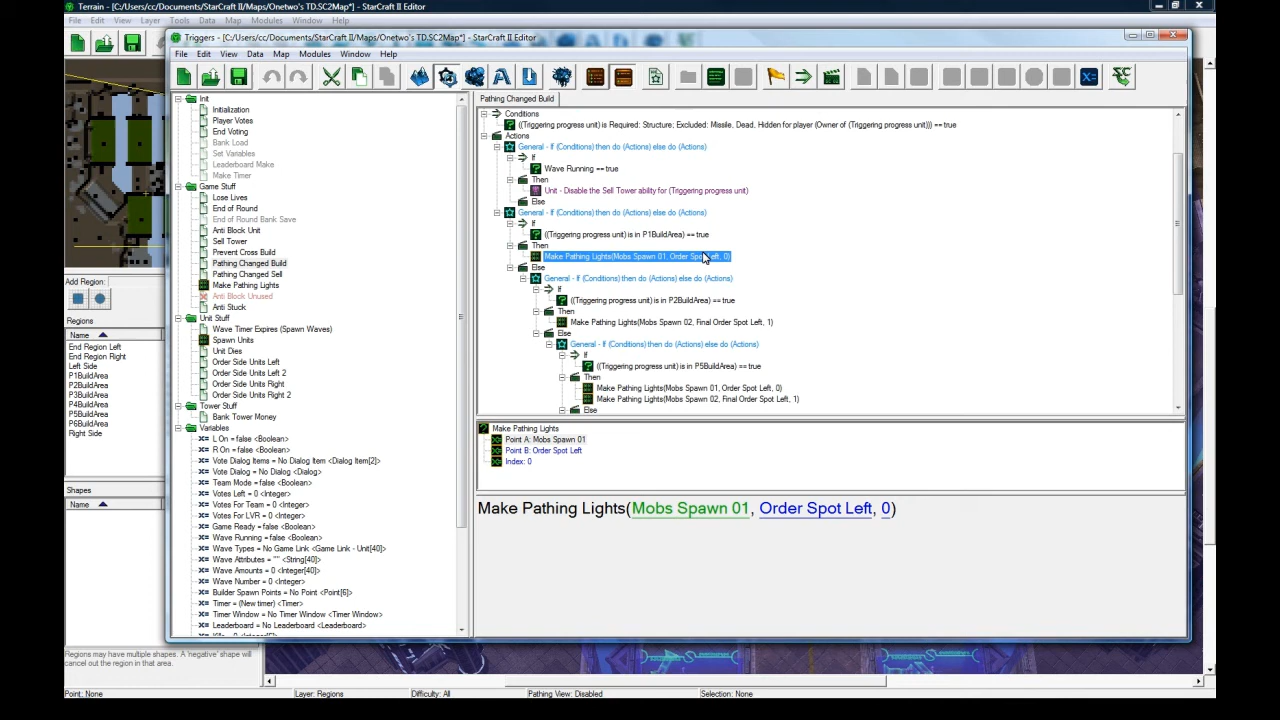 Terrain - [C:/Users/cc/Documents/StarCraft II/Maps/Onetwo's TD.SC2Map*] - StarCraft II Editor
File Edit View Layer Tools Data Map Modules Window Help
Triggers - [C:/Users/cc/Documents/StarCraft II/Maps/Onetwo's TD.SC2Map*] - StarCraft II Editor
File Edit View Data Map Modules Window Help
Add Region:
Regions
Name
End Region Left
End Region Right
Left Side
P1BuildArea
P2BuildArea
P3BuildArea
P4BuildArea
P5BuildArea
P6BuildArea
Right Side
Shapes
Name
Regions may have multiple shapes. A 'negative' shape will
cancel out the region in that area.
Init
Initialization
Player Votes
End Voting
Bank Load
Set Variables
Leaderboard Make
Make Timer
Game Stuff
Lose Lives
End of Round
End of Round Bank Save
Anti Block Unit
Sell Tower
Prevent Cross Build
Pathing Changed Build
Pathing Changed Sell
Make Pathing Lights
Anti Block Unused
Anti Stuck
Unit Stuff
Wave Timer Expires (Spawn Waves)
Spawn Units
Unit Dies
Order Side Units Left
Order Side Units Left 2
Order Side Units Right
Order Side Units Right 2
Tower Stuff
Bank Tower Money
Variables
L On = false <Boolean>
R On = false <Boolean>
Vote Dialog Items = No Dialog Item <Dialog Item[2]>
Vote Dialog = No Dialog <Dialog>
Team Mode = false <Boolean>
Votes Left = 0 <Integer>
Votes For Team = 0 <Integer>
Votes For LVR = 0 <Integer>
Game Ready = false <Boolean>
Wave Running = false <Boolean>
Wave Types = No Game Link <Game Link - Unit[40]>
Wave Attributes = "" <String[40]>
Wave Amounts = 0 <Integer[40]>
Wave Number = 0 <Integer>
Builder Spawn Points = No Point <Point[6]>
Timer = (New timer) <Timer>
Timer Window = No Timer Window <Timer Window>
Leaderboard = No Leaderboard <Leaderboard>
Pathing Changed Build
Conditions
((Triggering progress unit) is Required: Structure; Excluded: Missile, Dead, Hidden for player (Owner of (Triggering progress unit))) == true
Actions
General - If (Conditions) then do (Actions) else do (Actions)
If
Wave Running == true
Then
Unit - Disable the Sell Tower ability for (Triggering progress unit)
Else
General - If (Conditions) then do (Actions) else do (Actions)
If
((Triggering progress unit) is in P1BuildArea) == true
Then
Make Pathing Lights(Mobs Spawn 01, Order Spot Left, 0)
Else
General - If (Conditions) then do (Actions) else do (Actions)
If
((Triggering progress unit) is in P2BuildArea) == true
Then
Make Pathing Lights(Mobs Spawn 02, Final Order Spot Left, 1)
Else
General - If (Conditions) then do (Actions) else do (Actions)
If
((Triggering progress unit) is in P5BuildArea) == true
Then
Make Pathing Lights(Mobs Spawn 01, Order Spot Left, 0)
Make Pathing Lights(Mobs Spawn 02, Final Order Spot Left, 1)
Else
Make Pathing Lights
Point A: Mobs Spawn 01
Point B: Order Spot Left
Index: 0
Make Pathing Lights(Mobs Spawn 01, Order Spot Left, 0)
Point: None
Layer: Regions
Difficulty: All
Pathing View: Disabled
Selection: None